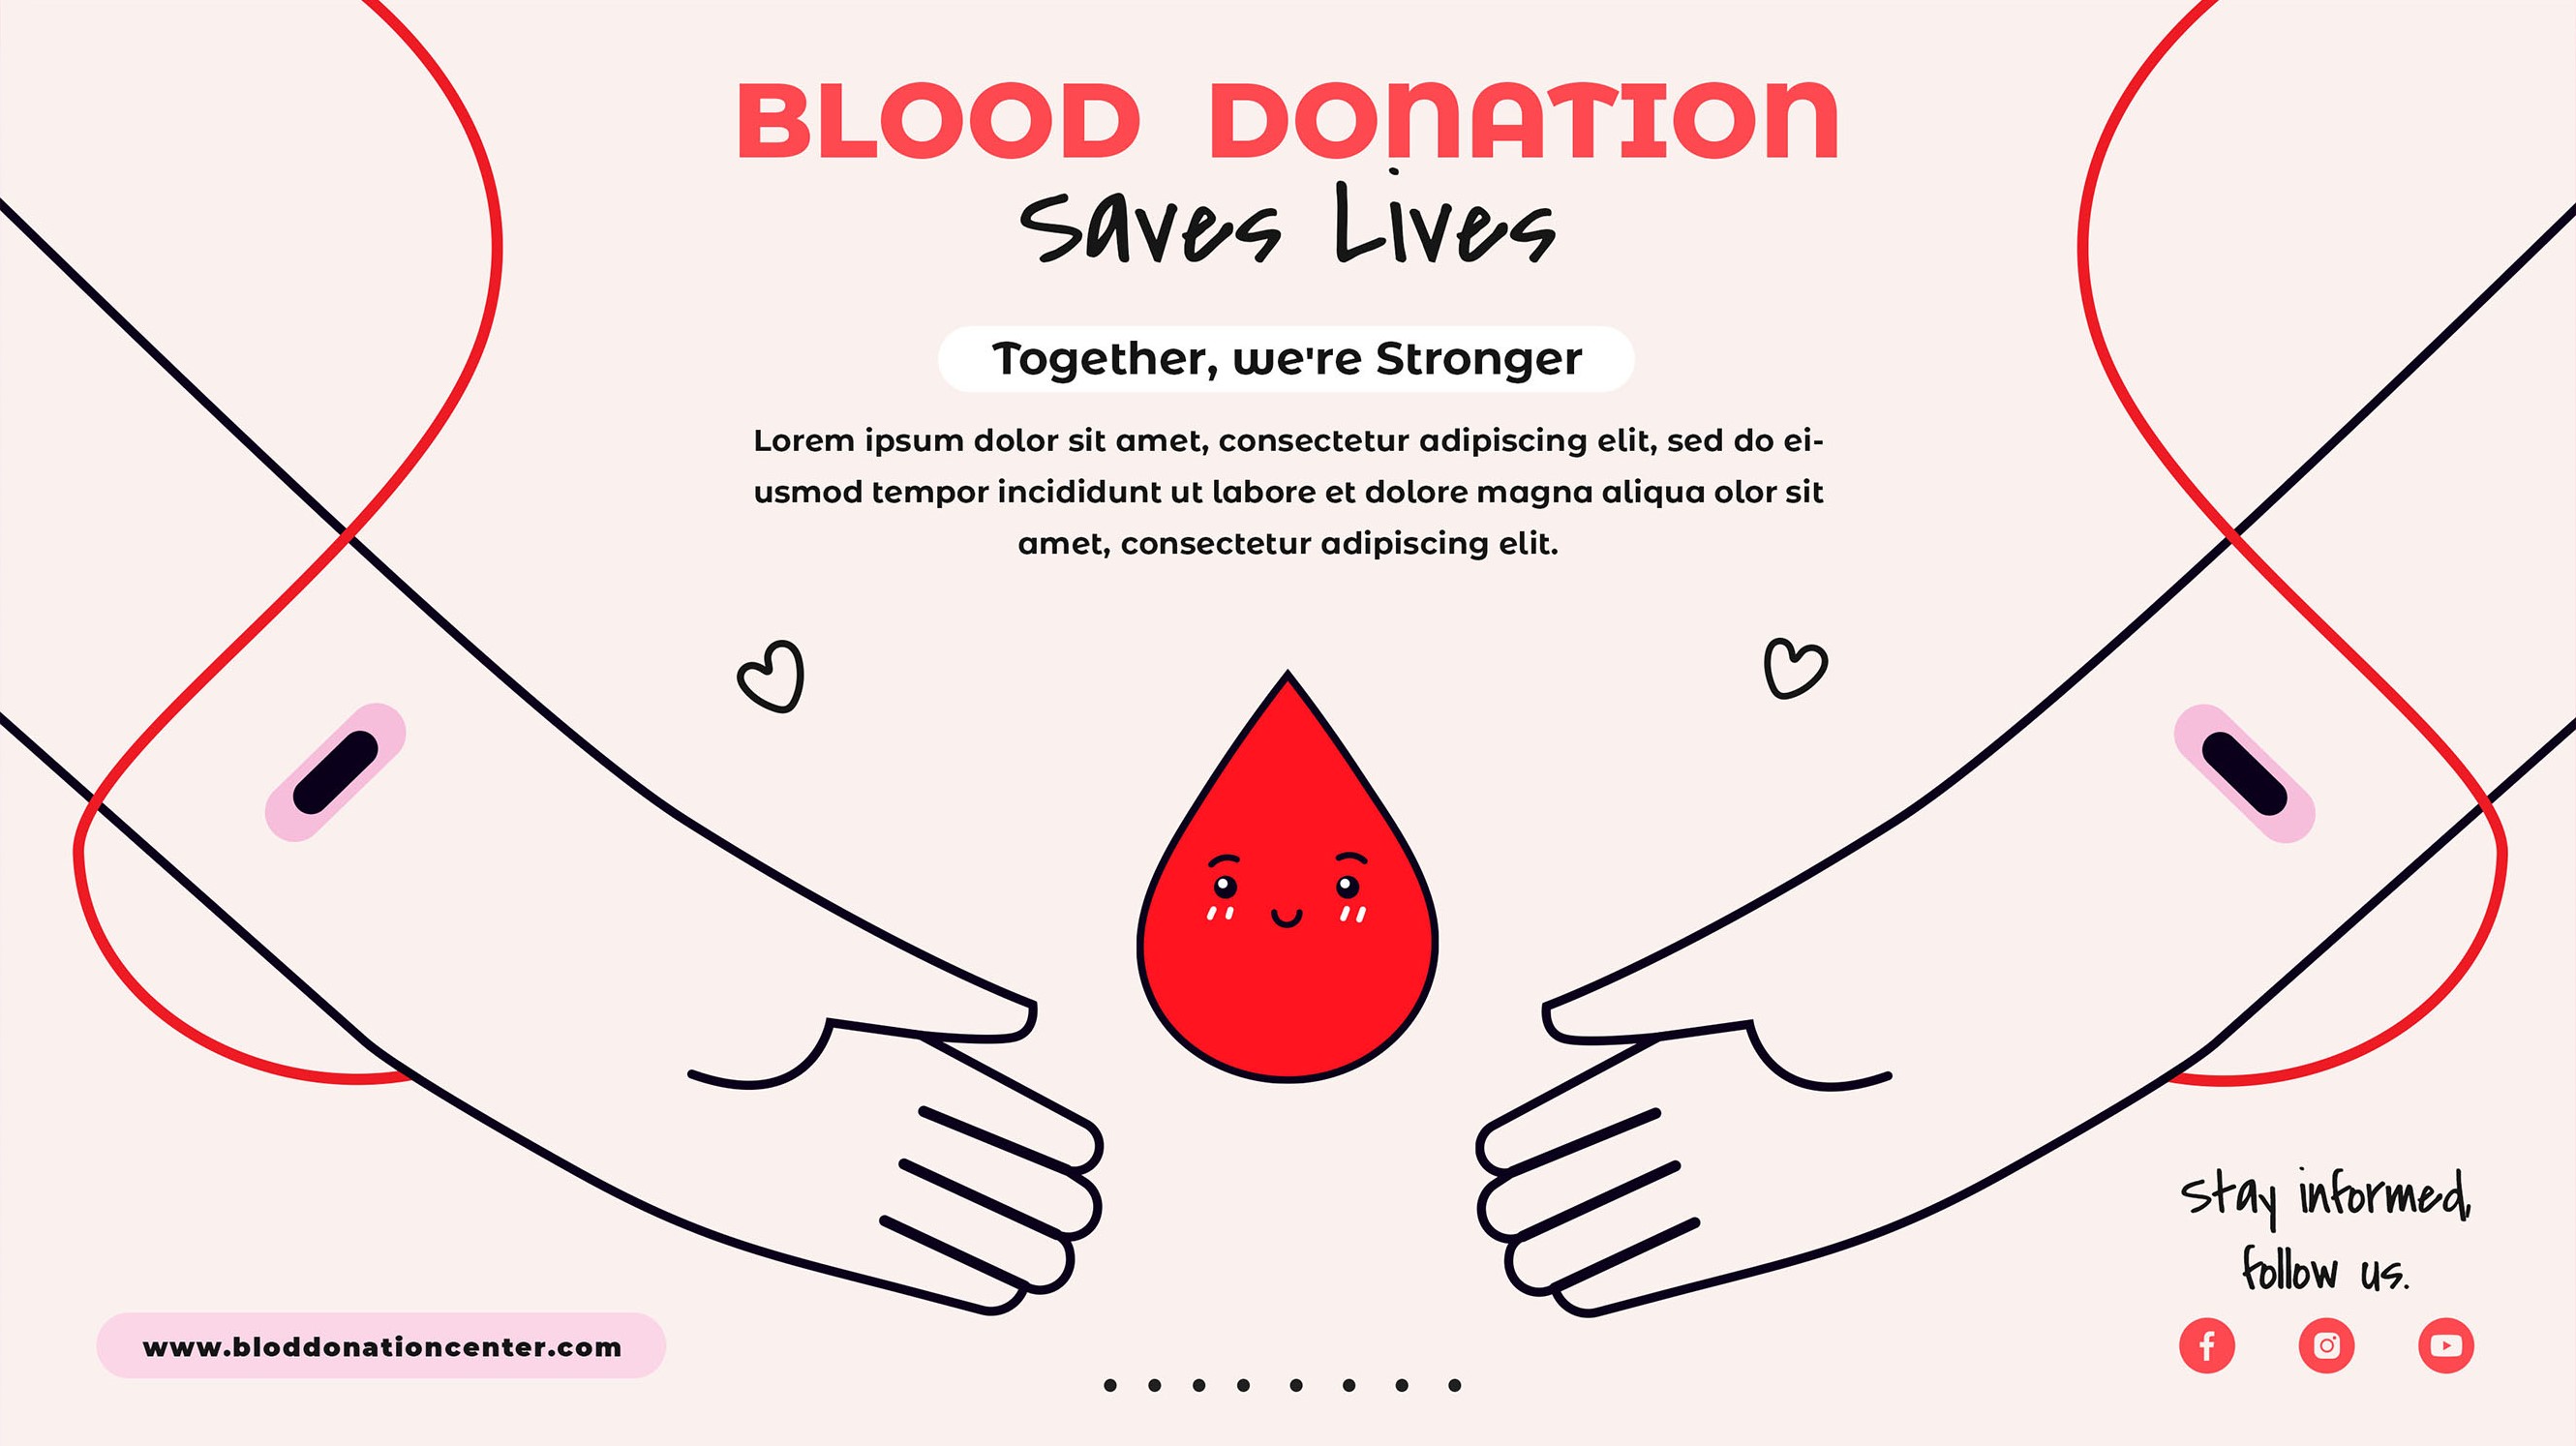 BLOOD DONATION
Saves Lives
Together, we're Stronger
Lorem ipsum dolor sit amet, consectetur adipiscing elit, sed do ei-
usmod tempor incididunt ut labore et dolore magna aliqua olor sit
amet, consectetur adipiscing elit.
Stay informed,
follow us.
www.bloddonationcenter.com